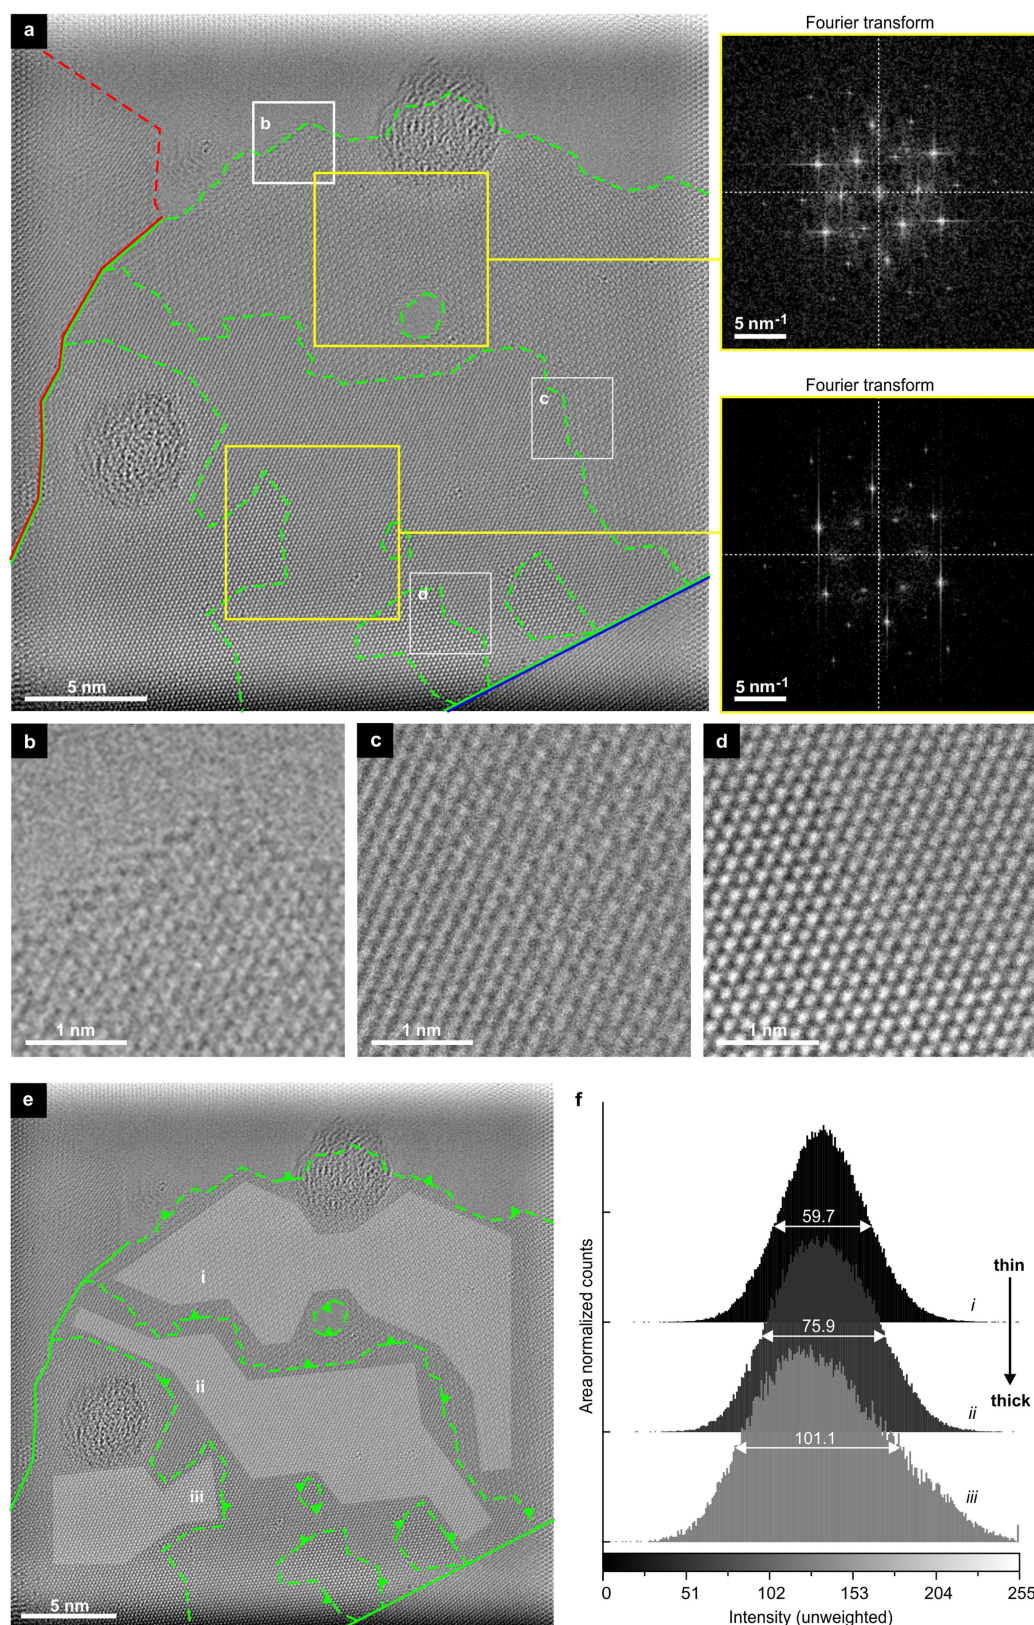 a
Fourier transform
b
5 nm⁻¹
c
Fourier transform
d
5 nm
5 nm⁻¹
b
1 nm
c
1 nm
d
1 nm
e
i
ii
iii
5 nm
f
Area normalized counts
59.7
i
75.9
ii
101.1
iii
thin
thick
0 51 102 153 204 255
Intensity (unweighted)